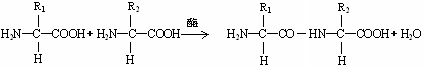 R₁ R₂ 酶 R₁ R₂
H₂N—C—COOH + H₂N—C—COOH ⟶ H₂N—C—CO—HN—C—COOH + H₂O
H H H H